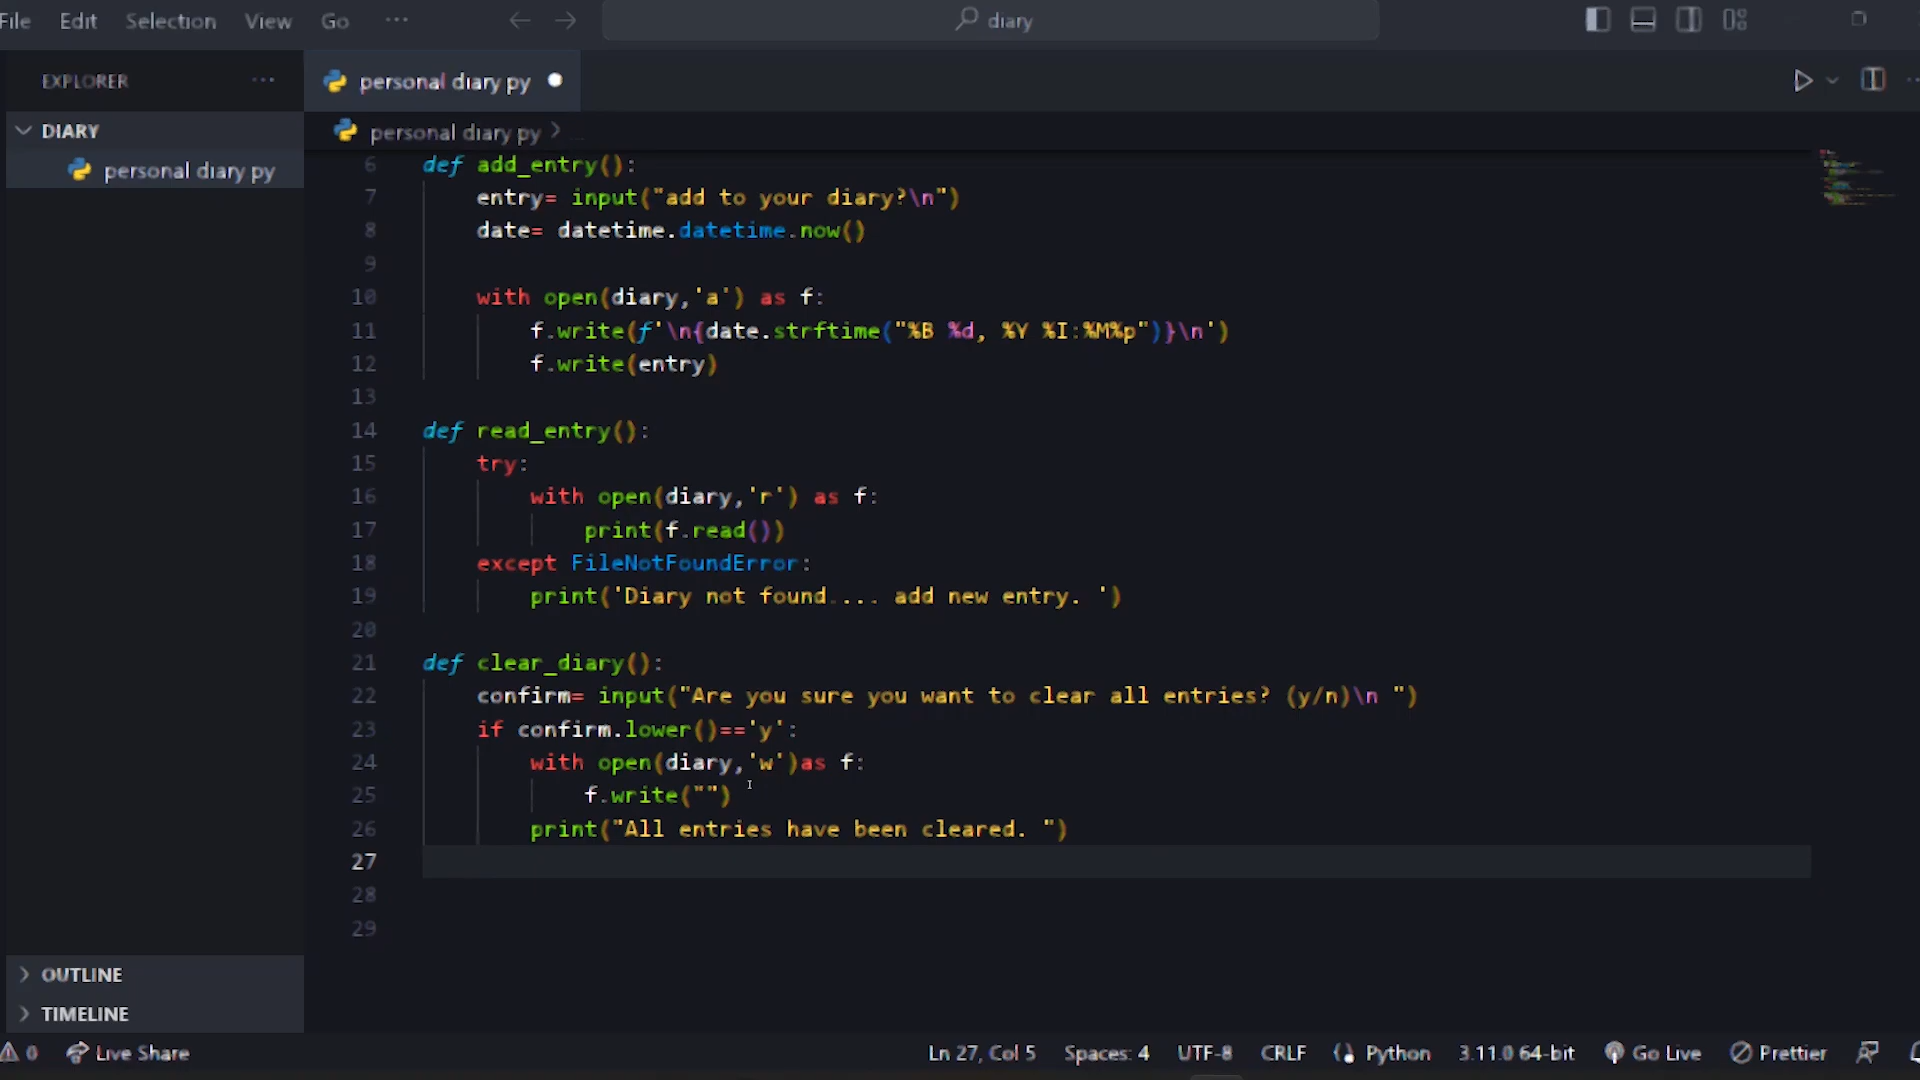 File Edit Selection View Go ··· diary
EXPLORER ···
personal diary py
DIARY
personal diary py
personal diary py
6 def add_entry():
7 entry= input("add to your diary?\n")
8 date= datetime.datetime.now()
9
10 with open(diary,'a') as f:
11 f.write(f'\n{date.strftime("%B %d, %Y %I:%M%p")}\n')
12 f.write(entry)
13
14 def read_entry():
15 try:
16 with open(diary,'r') as f:
17 print(f.read())
18 except FileNotFoundError:
19 print('Diary not found.... add new entry. ')
20
21 def clear_diary():
22 confirm= input("Are you sure you want to clear all entries? (y/n)\n ")
23 if confirm.lower()=='y':
24 with open(diary,'w')as f:
25 f.write("")
26 print("All entries have been cleared. ")
27
28
29
OUTLINE
TIMELINE
0 Live Share Ln 27, Col 5 Spaces: 4 UTF-8 CRLF Python 3.11.0 64-bit Go Live Prettier